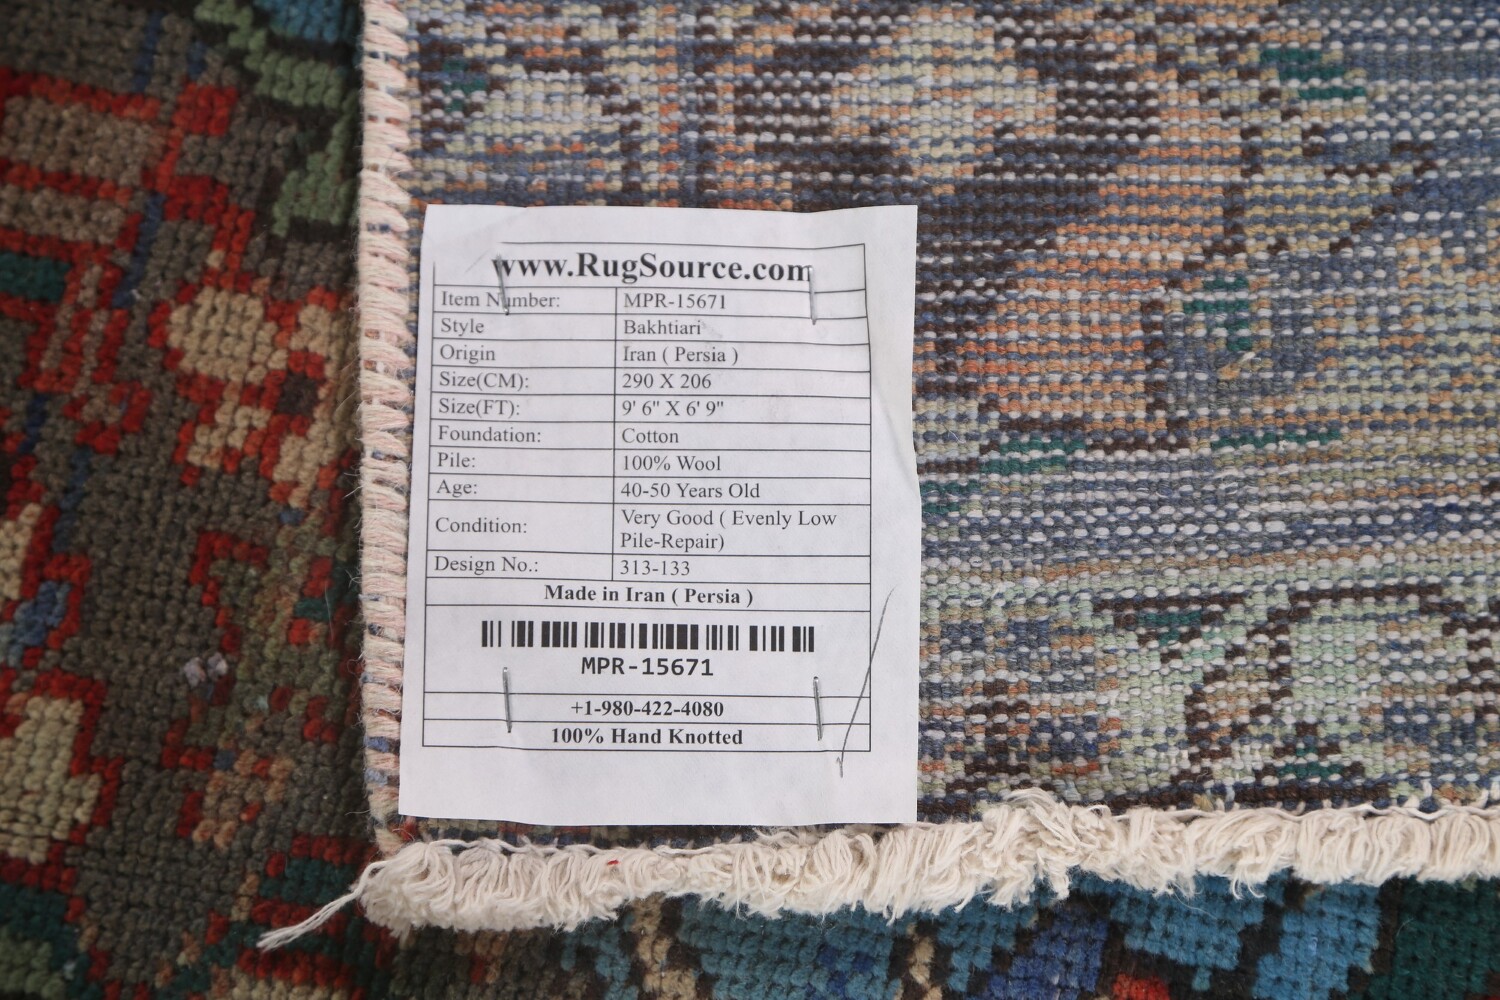 www.RugSource.com
Item Number: MPR-15671
Style Bakhtiari
Origin Iran ( Persia )
Size(CM): 290 X 206
Size(FT): 9' 6" X 6' 9"
Foundation: Cotton
Pile: 100% Wool
Age: 40-50 Years Old
Condition: Very Good ( Evenly Low
Pile-Repair)
Design No.: 313-133
Made in Iran ( Persia )
MPR-15671
+1-980-422-4080
100% Hand Knotted